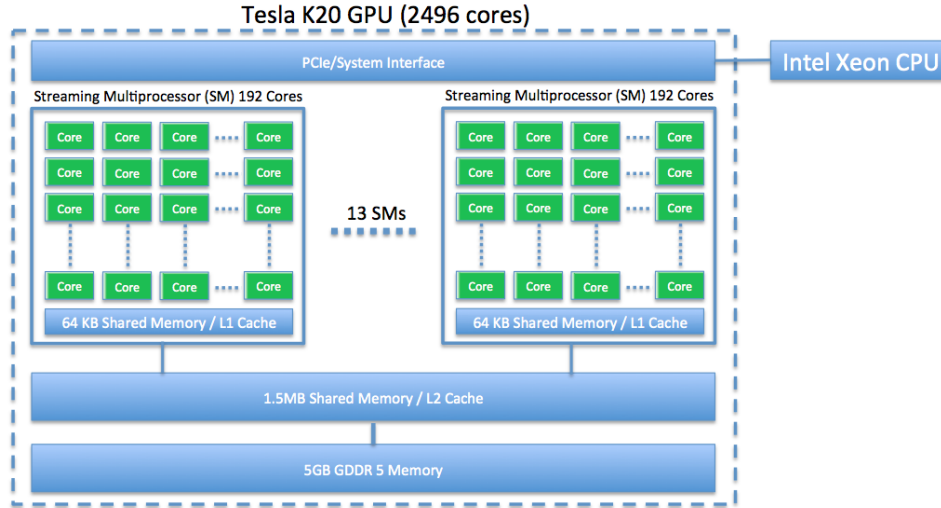 Tesla K20 GPU (2496 cores)
PCIe/System Interface
Intel Xeon CPU
Streaming Multiprocessor (SM) 192 Cores
Streaming Multiprocessor (SM) 192 Cores
Core Core Core Core
Core Core Core Core
Core Core Core Core
Core Core Core Core
Core Core Core Core
Core Core Core Core
13 SMs
Core Core Core Core
Core Core Core Core
64 KB Shared Memory / L1 Cache
64 KB Shared Memory / L1 Cache
1.5MB Shared Memory / L2 Cache
5GB GDDR 5 Memory